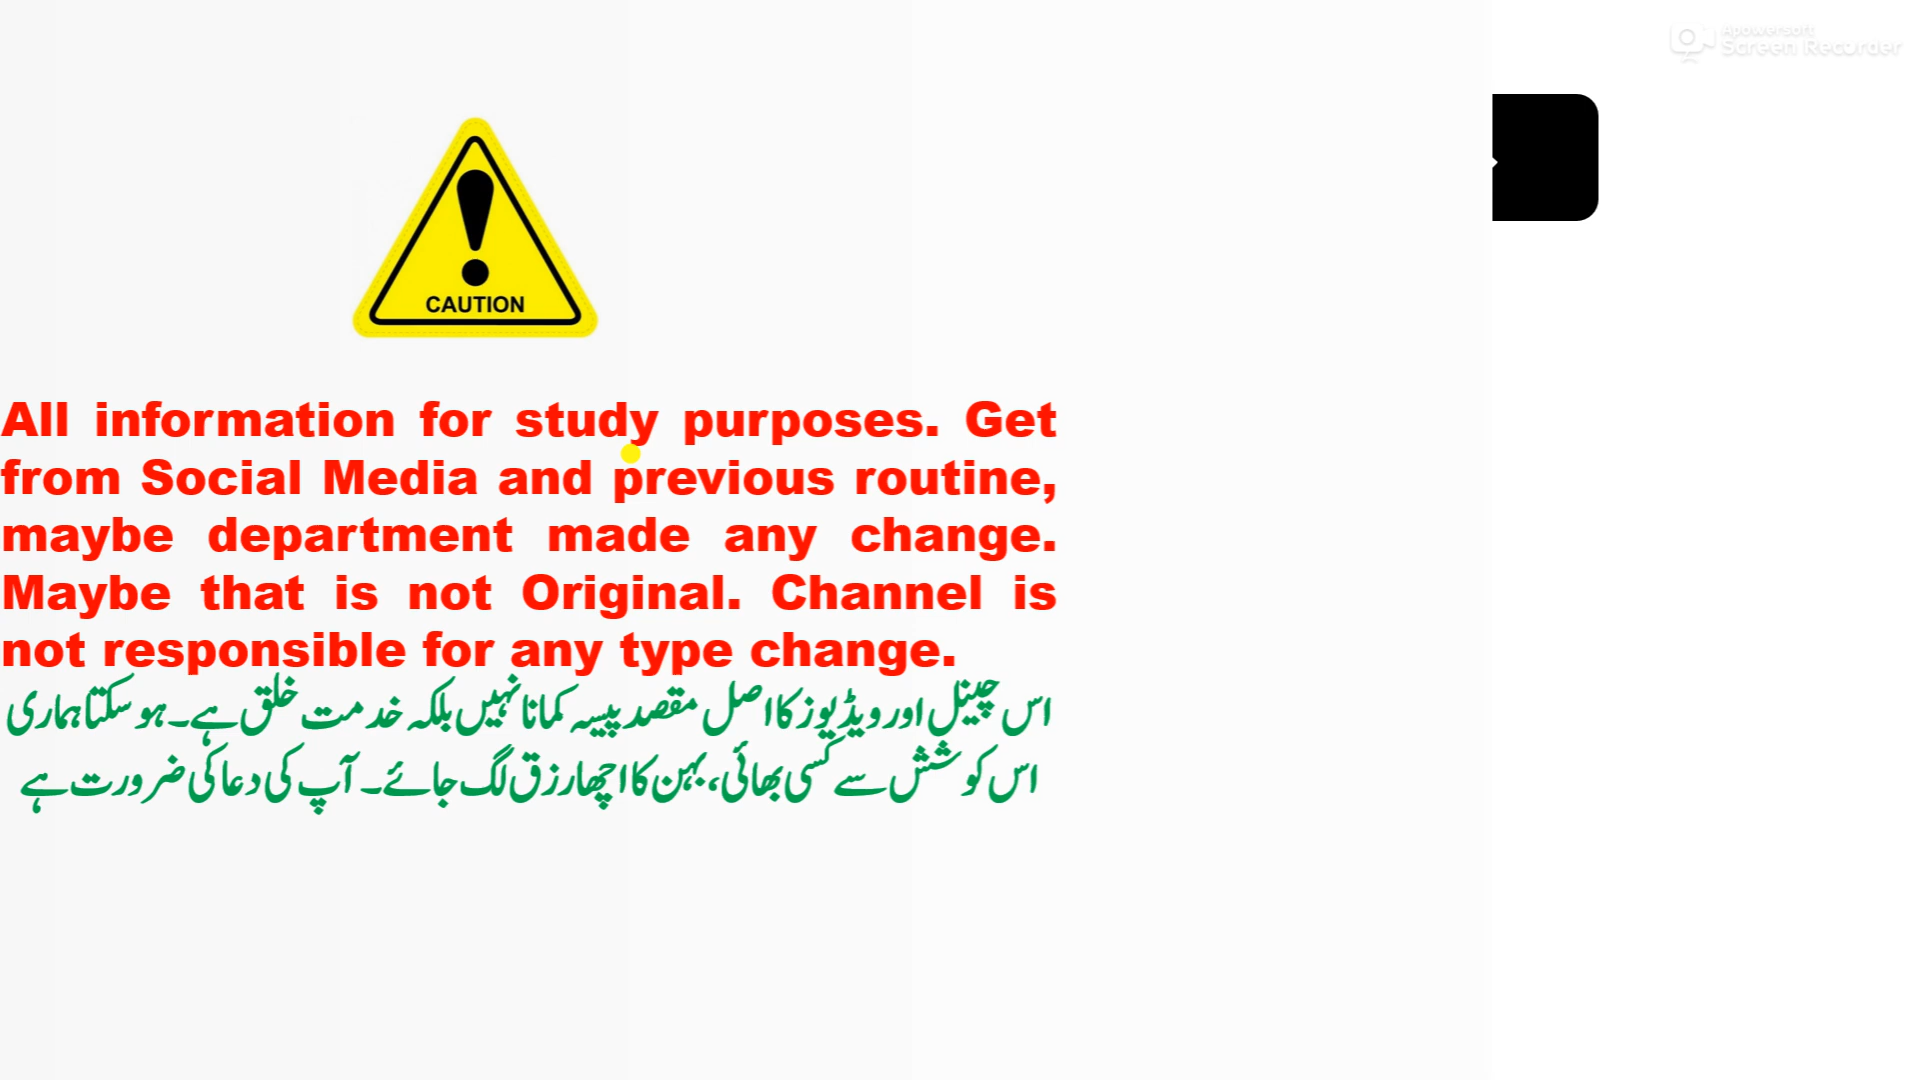 Apowersoft
Screen Recorder
CAUTION
All information for study purposes. Get
from Social Media and previous routine,
maybe department made any change.
Maybe that is not Original. Channel is
not responsible for any type change.
اس چینل اور ویڈیوز کا اصل مقصد پیسہ کمانا نہیں بلکہ خدمت خلق ہے۔ ہو سکتا ہماری
اس کوشش سے کسی بھائی، بہن کا اچھا رزق لگ جائے۔ آپ کی دعا کی ضرورت ہے